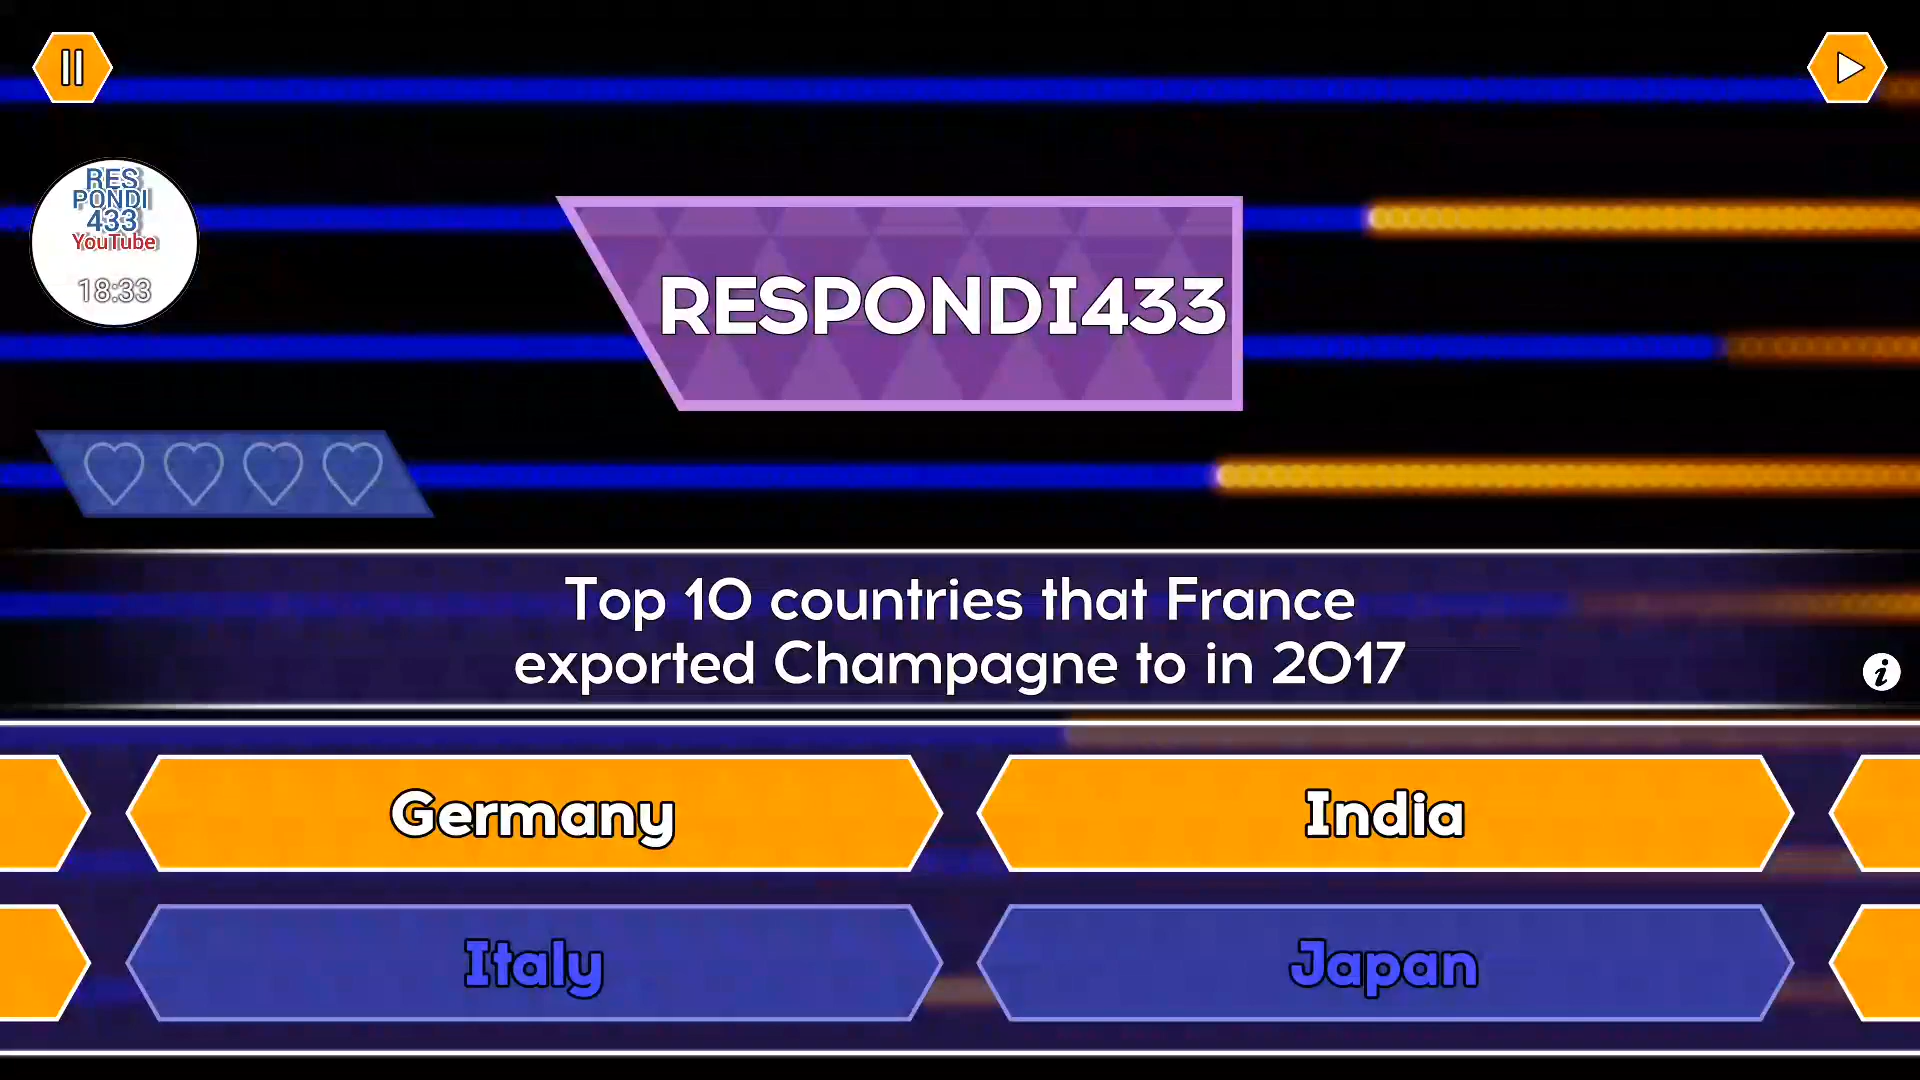 RES
PONDI
433
YouTube
18:33
RESPONDI433
Top 10 countries that France
exported Champagne to in 2017
i
Germany
India
Italy
Japan